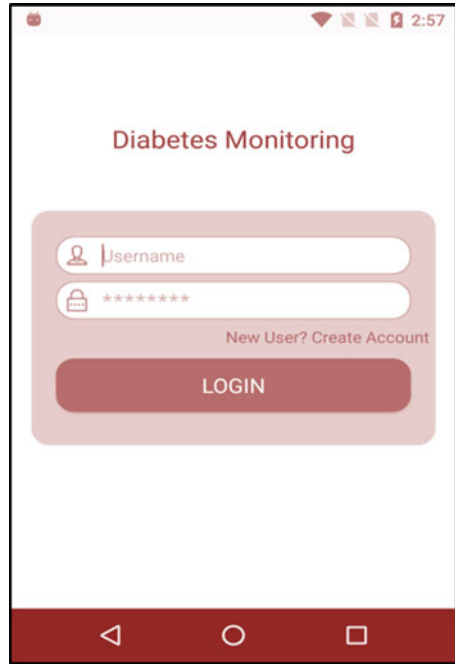 2:57
Diabetes Monitoring
Username
********
New User? Create Account
LOGIN